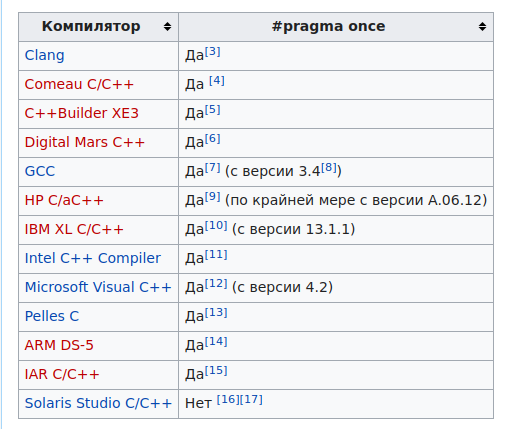 Компилятор #pragma once
Clang Да[3]
Comeau C/C++ Да [4]
C++Builder XE3 Да[5]
Digital Mars C++ Да[6]
GCC Да[7] (с версии 3.4[8])
HP C/aC++ Да[9] (по крайней мере с версии A.06.12)
IBM XL C/C++ Да[10] (с версии 13.1.1)
Intel C++ Compiler Да[11]
Microsoft Visual C++ Да[12] (с версии 4.2)
Pelles C Да[13]
ARM DS-5 Да[14]
IAR C/C++ Да[15]
Solaris Studio C/C++ Нет [16][17]